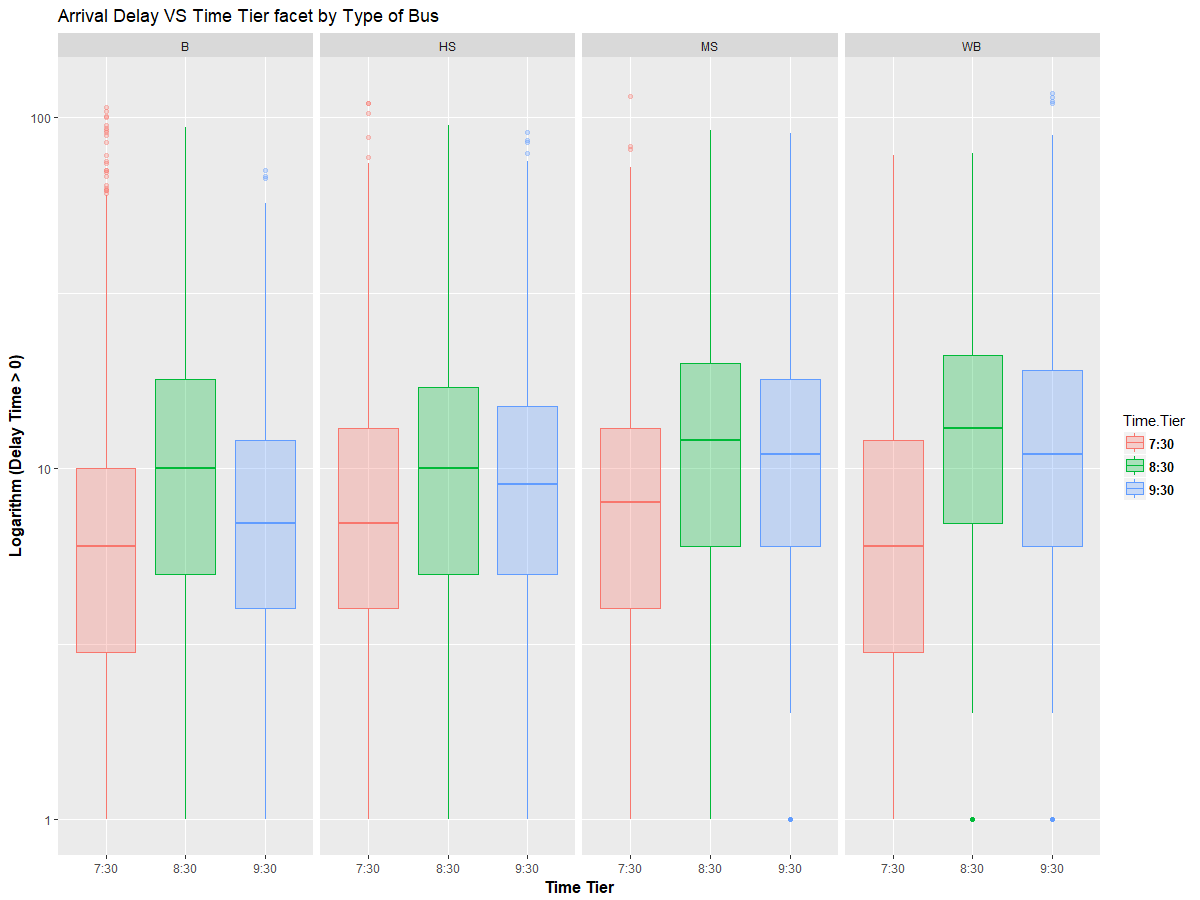 Arrival Delay VS Time Tier facet by Type of Bus
B HS MS WB
100
10
1
Logarithm (Delay Time > 0)
7:30 8:30 9:30 7:30 8:30 9:30 7:30 8:30 9:30 7:30 8:30 9:30
Time Tier
Time.Tier
7:30
8:30
9:30